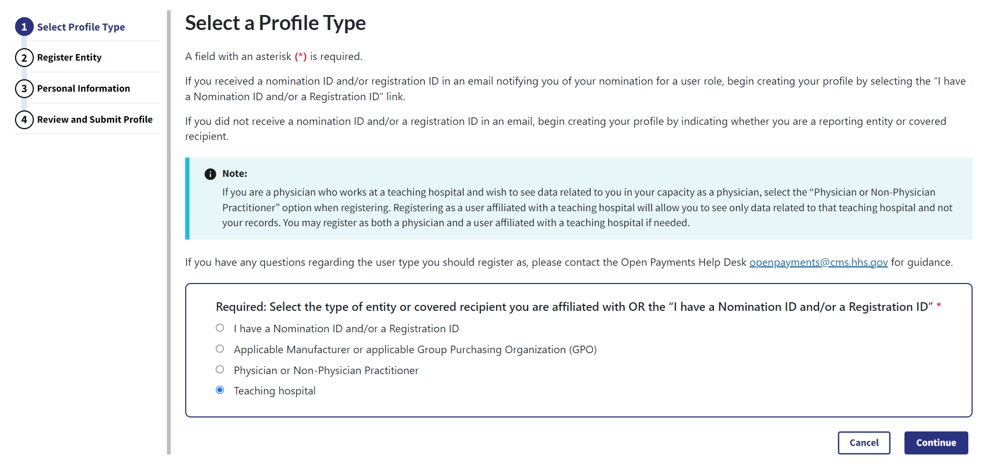 1 Select Profile Type
2 Register Entity
3 Personal Information
4 Review and Submit Profile
Select a Profile Type
A field with an asterisk (*) is required.
If you received a nomination ID and/or registration ID in an email notifying you of your nomination for a user role, begin creating your profile by selecting the “I have
a Nomination ID and/or a Registration ID” link.
If you did not receive a nomination ID and/or a registration ID in an email, begin creating your profile by indicating whether you are a reporting entity or covered
recipient.
Note:
If you are a physician who works at a teaching hospital and wish to see data related to you in your capacity as a physician, select the “Physician or Non-Physician
Practitioner” option when registering. Registering as a user affiliated with a teaching hospital will allow you to see only data related to that teaching hospital and not
your records. You may register as both a physician and a user affiliated with a teaching hospital if needed.
If you have any questions regarding the user type you should register as, please contact the Open Payments Help Desk openpayments@cms.hhs.gov for guidance.
Required: Select the type of entity or covered recipient you are affiliated with OR the “I have a Nomination ID and/or a Registration ID” *
I have a Nomination ID and/or a Registration ID
Applicable Manufacturer or applicable Group Purchasing Organization (GPO)
Physician or Non-Physician Practitioner
Teaching hospital
Cancel
Continue